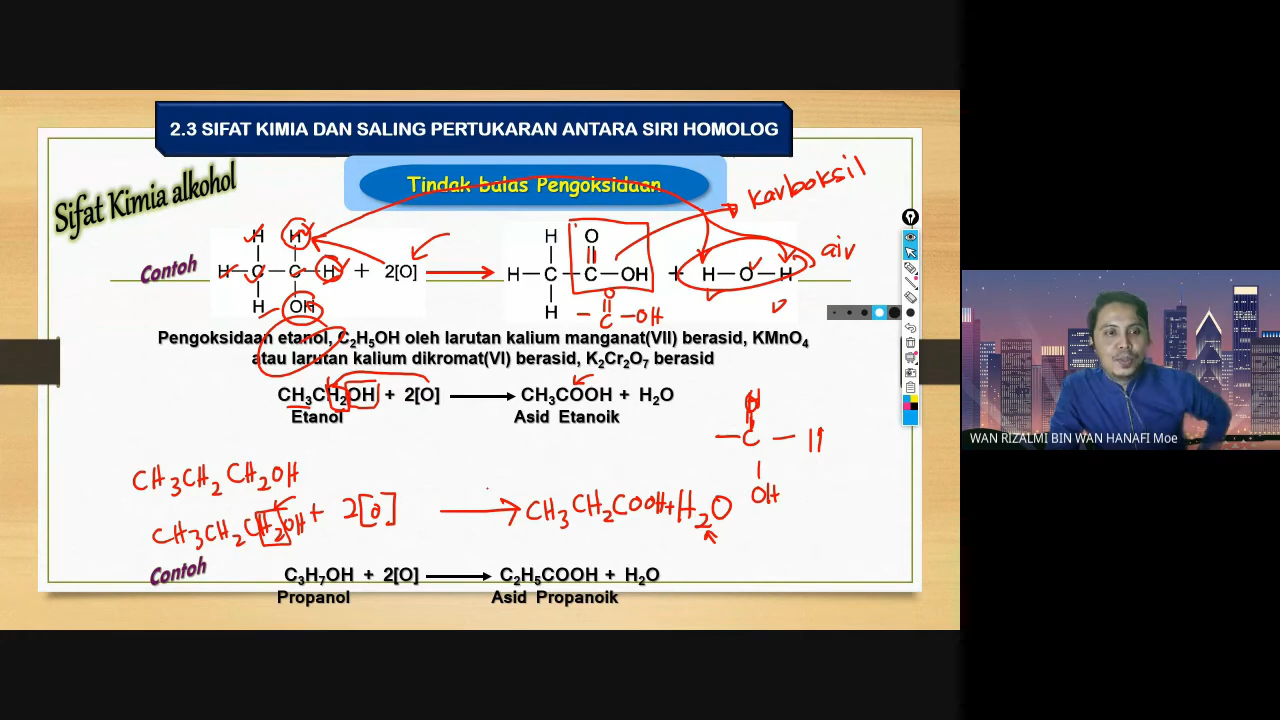 2.3 SIFAT KIMIA DAN SALING PERTUKARAN ANTARA SIRI HOMOLOG
Tindak balas Pengoksidaan
Sifat Kimia alkohol
karboksil
air
Contoh
H H
H – C – C – H + 2[O]
H OH
H O
H – C – C – OH + H – O – H
H
O
– C – OH
Pengoksidaan etanol, C₂H₅OH oleh larutan kalium manganat(VII) berasid, KMnO₄
atau larutan kalium dikromat(VI) berasid, K₂Cr₂O₇ berasid
CH₃CH₂OH + 2[O] ⟶ CH₃COOH + H₂O
Etanol Asid Etanoik
– C – H
OH
CH₃CH₂CH₂OH
CH₃CH₂CH₂OH + 2[O] ⟶ CH₃CH₂COOH + H₂O
Contoh
C₃H₇OH + 2[O] ⟶ C₂H₅COOH + H₂O
Propanol Asid Propanoik
WAN RIZALMI BIN WAN HANAFI Moe